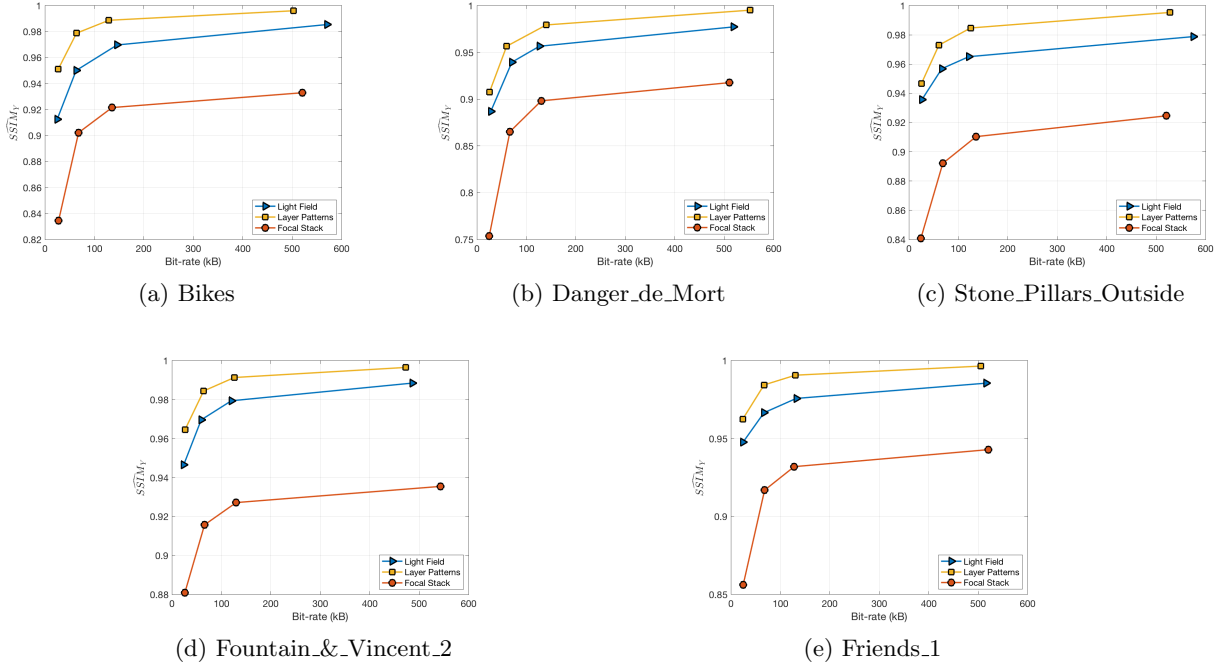 1
0.98
0.96
0.94
0.92
0.9
0.88
0.86
0.84
0.82
0 100 200 300 400 500 600
Bit-rate (kB)
SSIM_Y
Light Field
Layer Patterns
Focal Stack
(a) Bikes
1
0.95
0.9
0.85
0.8
0.75
0 100 200 300 400 500 600
Bit-rate (kB)
SSIM_Y
Light Field
Layer Patterns
Focal Stack
(b) Danger_de_Mort
1
0.98
0.96
0.94
0.92
0.9
0.88
0.86
0.84
0 100 200 300 400 500 600
Bit-rate (kB)
SSIM_Y
Light Field
Layer Patterns
Focal Stack
(c) Stone_Pillars_Outside
1
0.98
0.96
0.94
0.92
0.9
0.88
0 100 200 300 400 500 600
Bit-rate (kB)
SSIM_Y
Light Field
Layer Patterns
Focal Stack
(d) Fountain_&_Vincent_2
1
0.95
0.9
0.85
0 100 200 300 400 500 600
Bit-rate (kB)
SSIM_Y
Light Field
Layer Patterns
Focal Stack
(e) Friends_1